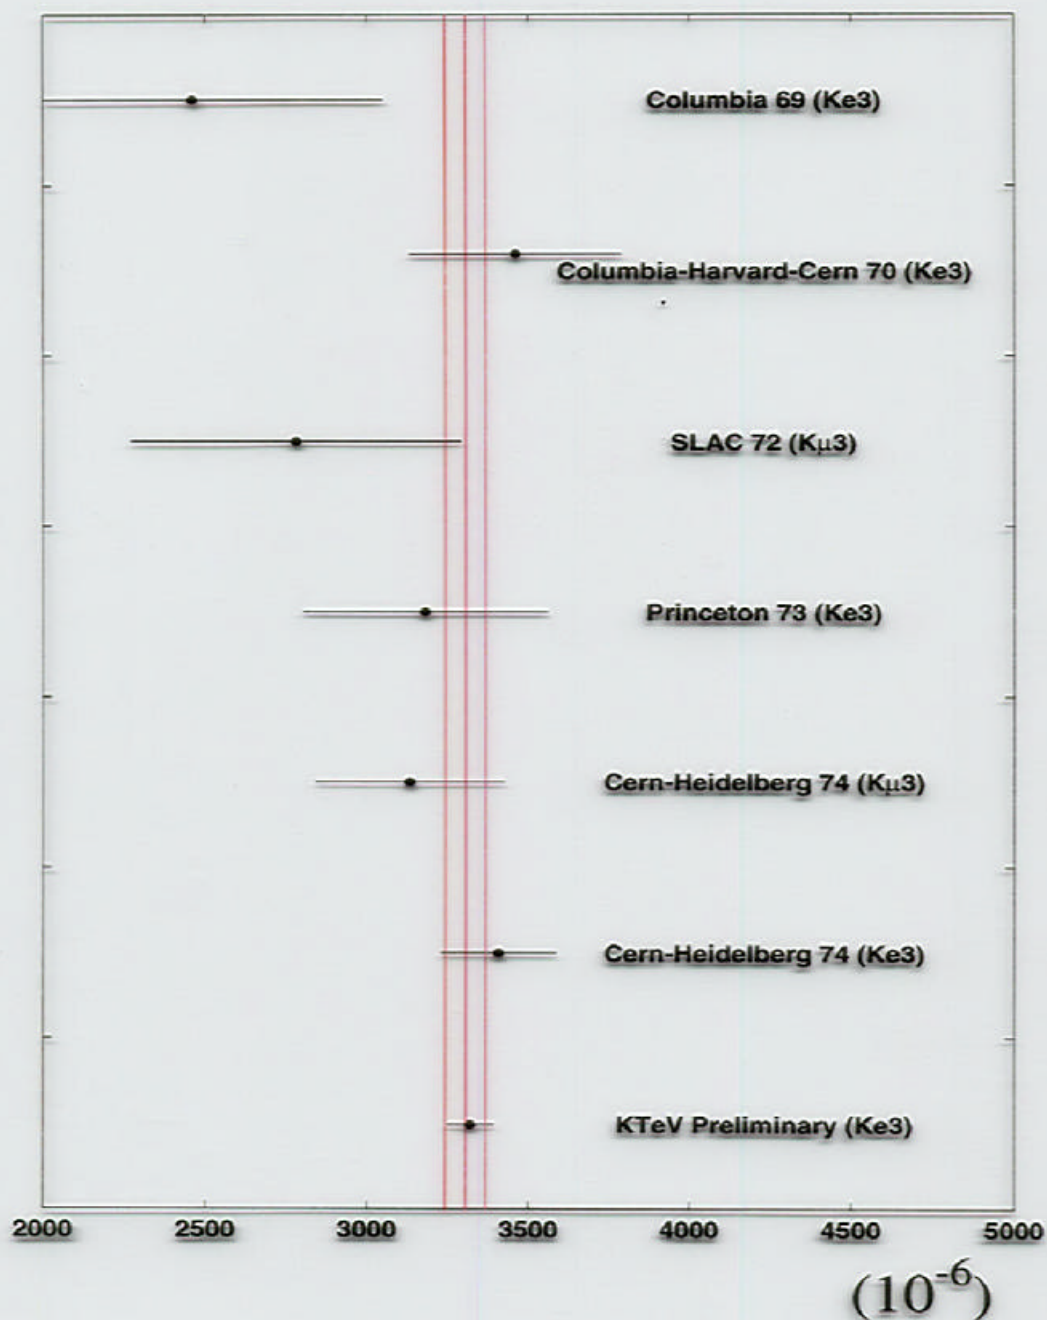 Columbia 69 (Ke3)
Columbia-Harvard-Cern 70 (Ke3)
SLAC 72 (Kμ3)
Princeton 73 (Ke3)
Cern-Heidelberg 74 (Kμ3)
Cern-Heidelberg 74 (Ke3)
KTeV Preliminary (Ke3)
2000 2500 3000 3500 4000 4500 5000
(10⁻⁶)